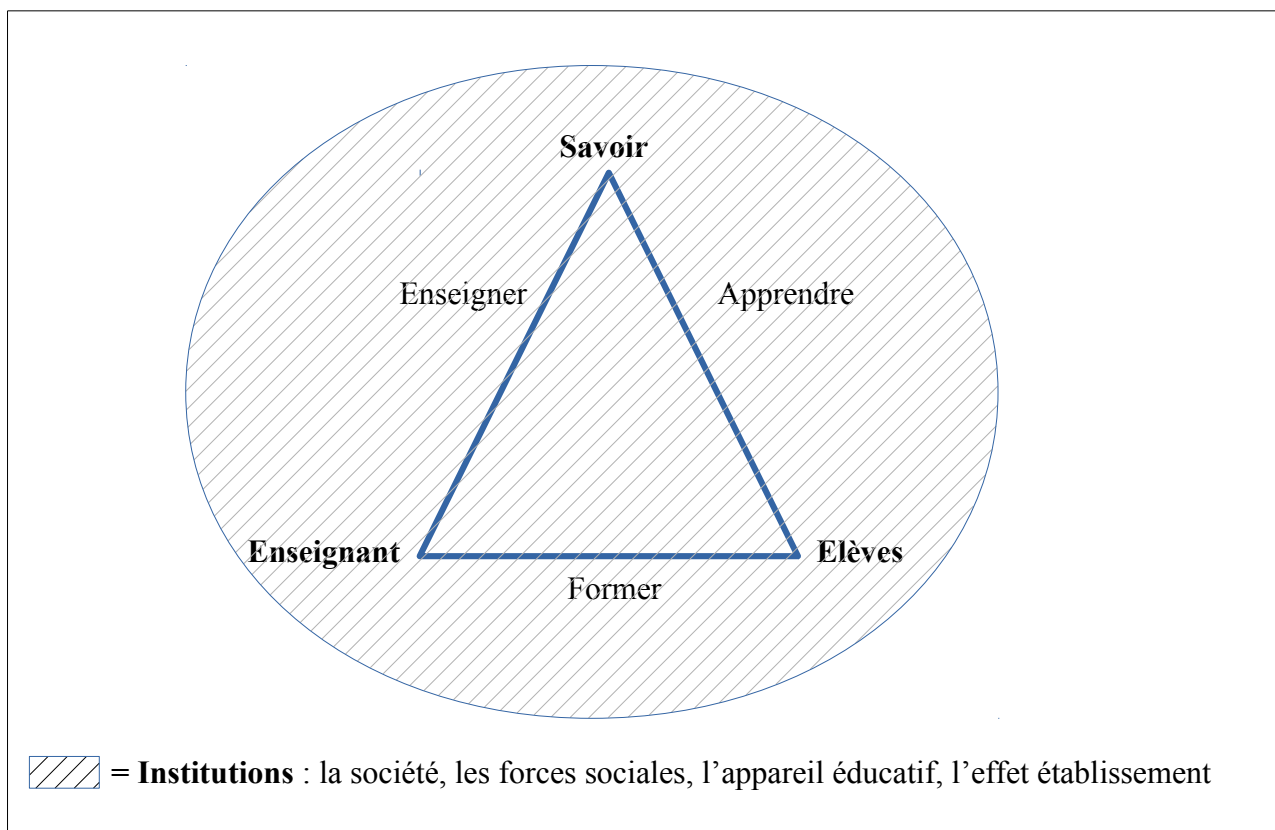 Savoir
Enseigner
Apprendre
Enseignant
Elèves
Former
= Institutions : la société, les forces sociales, l’appareil éducatif, l’effet établissement